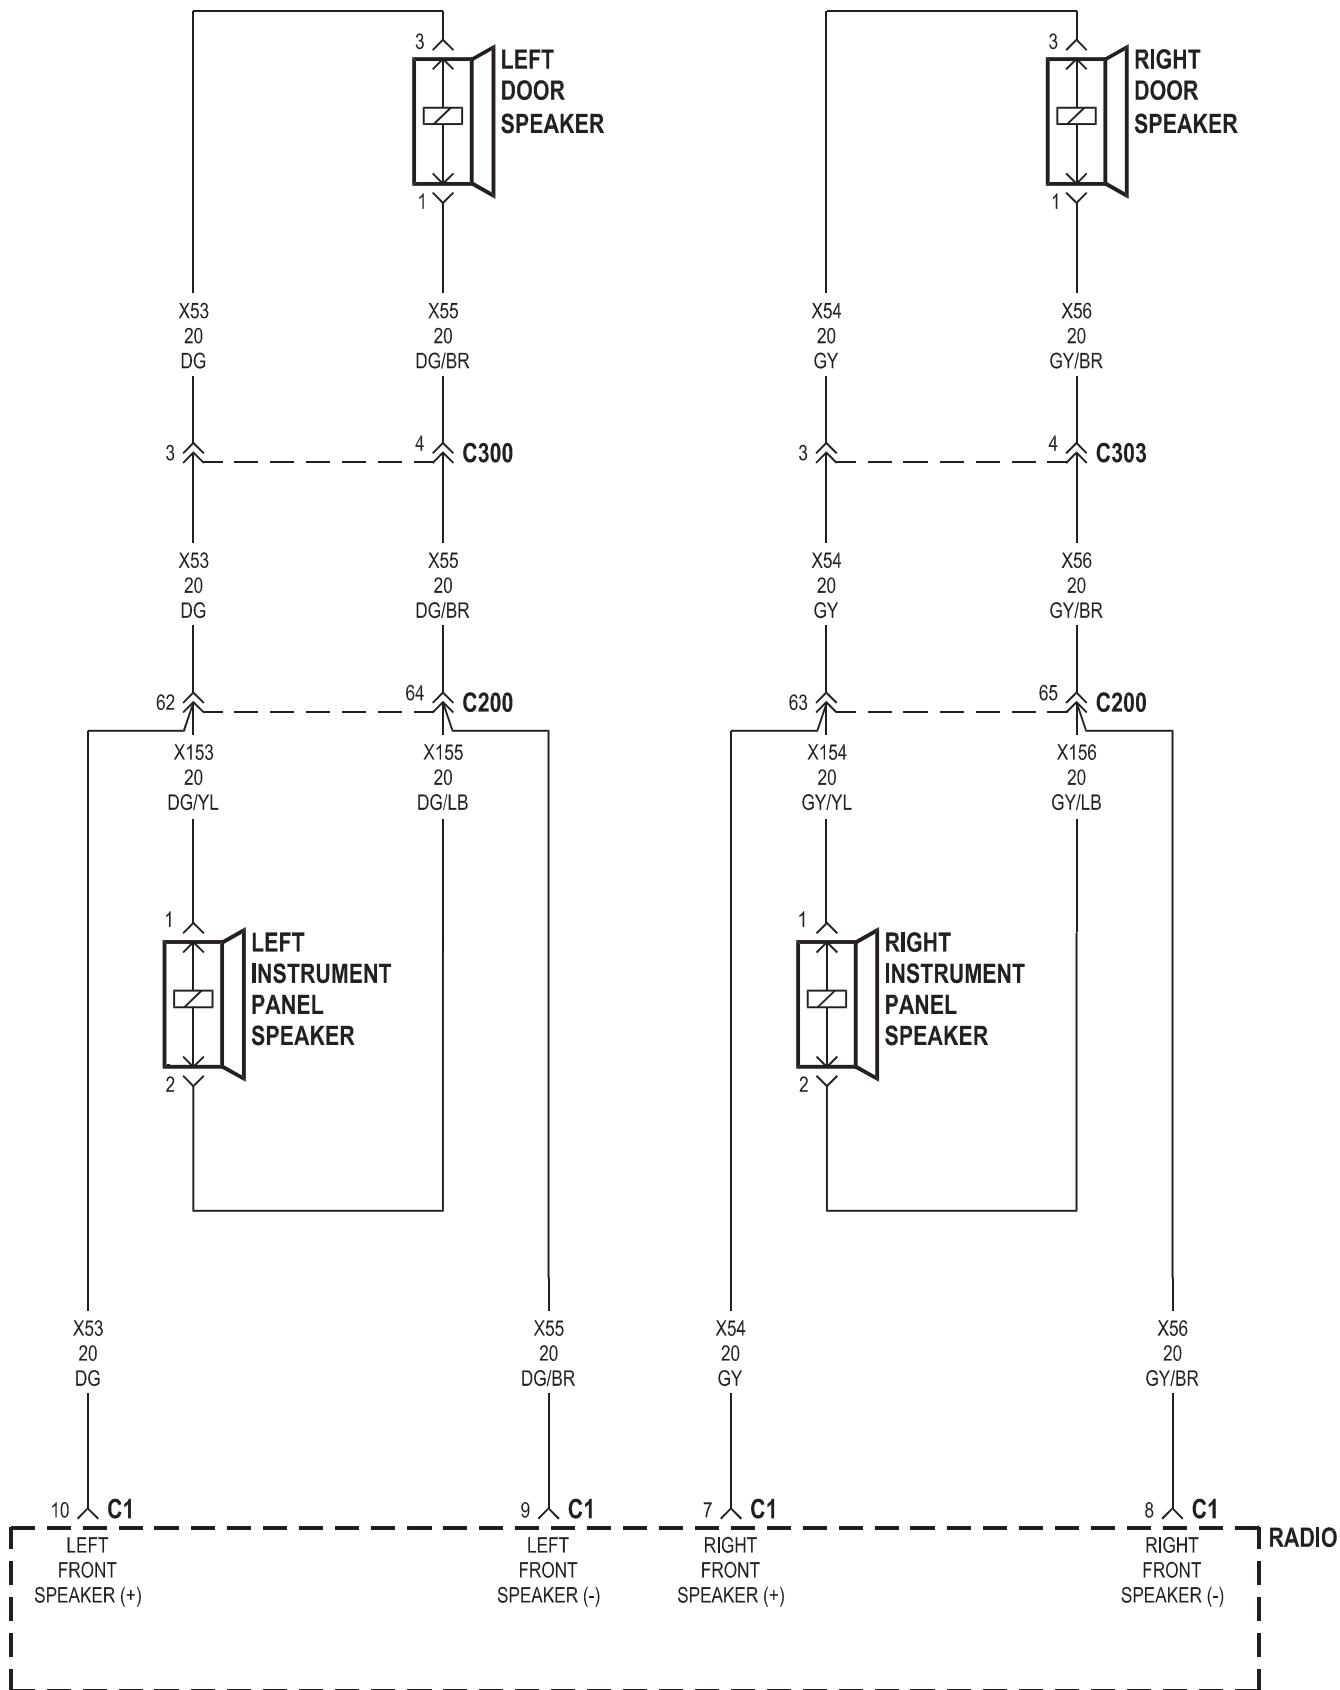 3
LEFT
DOOR
SPEAKER
1
3
RIGHT
DOOR
SPEAKER
1
X53
20
DG
X55
20
DG/BR
X54
20
GY
X56
20
GY/BR
3
4
C300
3
4
C303
X53
20
DG
X55
20
DG/BR
X54
20
GY
X56
20
GY/BR
62
64
C200
63
65
C200
X153
20
DG/YL
X155
20
DG/LB
X154
20
GY/YL
X156
20
GY/LB
1
LEFT
INSTRUMENT
PANEL
SPEAKER
2
1
RIGHT
INSTRUMENT
PANEL
SPEAKER
2
X53
20
DG
X55
20
DG/BR
X54
20
GY
X56
20
GY/BR
10
C1
9
C1
7
C1
8
C1
RADIO
LEFT
FRONT
SPEAKER (+)
LEFT
FRONT
SPEAKER (-)
RIGHT
FRONT
SPEAKER (+)
RIGHT
FRONT
SPEAKER (-)